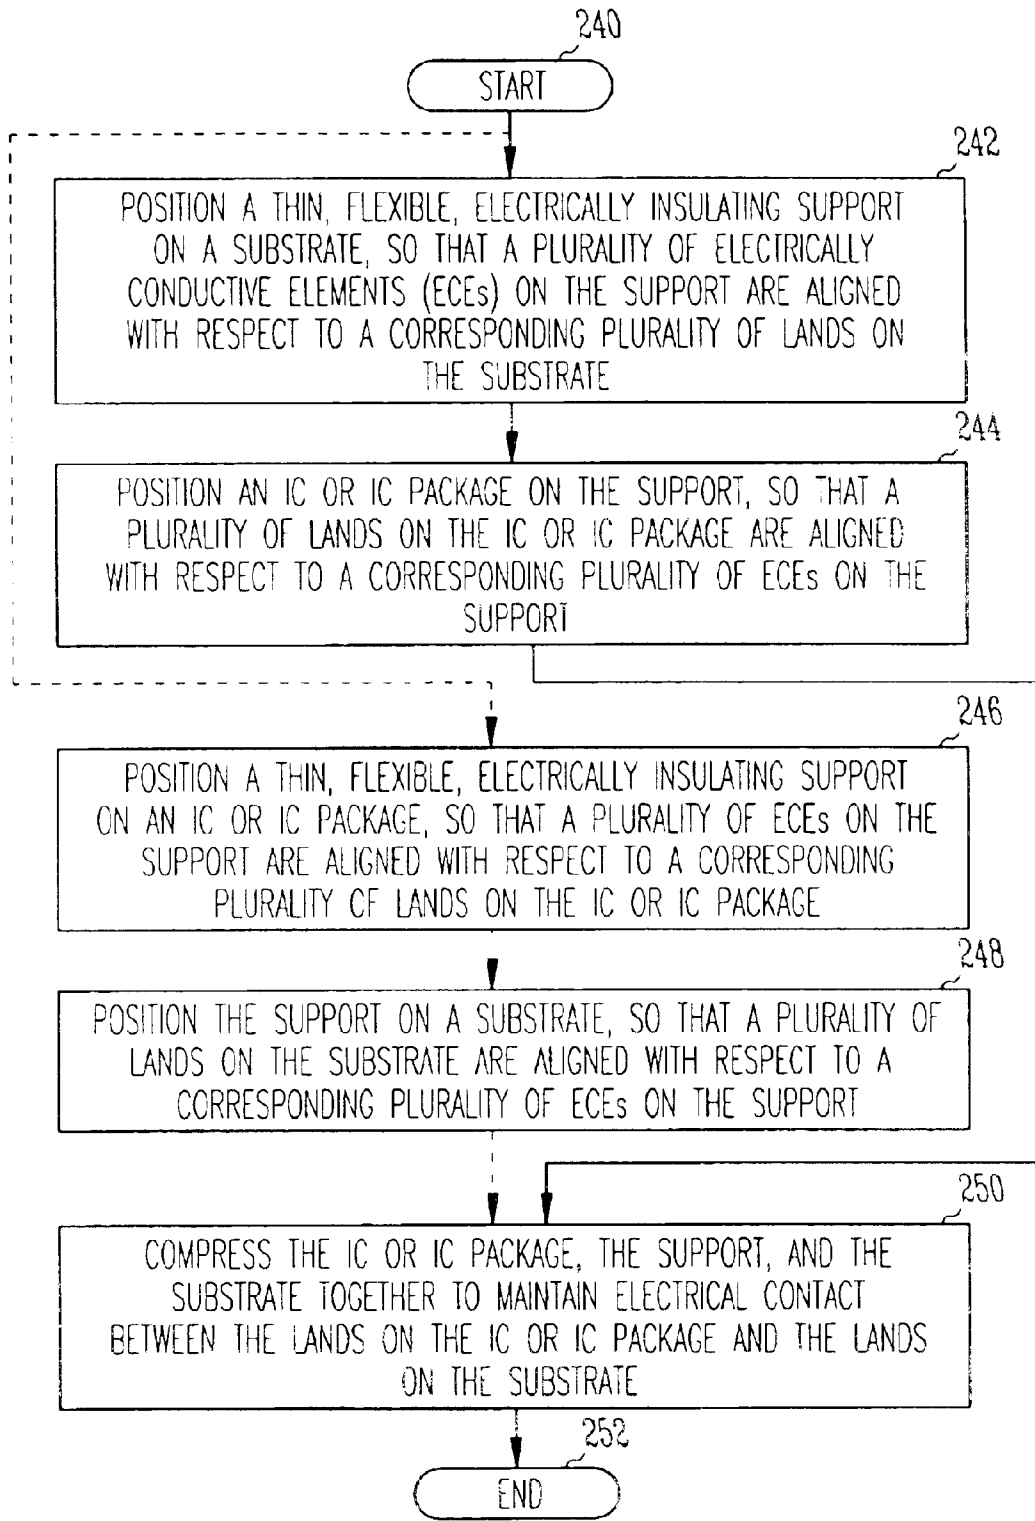 240
START
242
POSITION A THIN, FLEXIBLE, ELECTRICALLY INSULATING SUPPORT
ON A SUBSTRATE, SO THAT A PLURALITY OF ELECTRICALLY
CONDUCTIVE ELEMENTS (ECEs) ON THE SUPPORT ARE ALIGNED
WITH RESPECT TO A CORRESPONDING PLURALITY OF LANDS ON
THE SUBSTRATE
244
POSITION AN IC OR IC PACKAGE ON THE SUPPORT, SO THAT A
PLURALITY OF LANDS ON THE IC OR IC PACKAGE ARE ALIGNED
WITH RESPECT TO A CORRESPONDING PLURALITY OF ECEs ON THE
SUPPORT
246
POSITION A THIN, FLEXIBLE, ELECTRICALLY INSULATING SUPPORT
ON AN IC OR IC PACKAGE, SO THAT A PLURALITY OF ECEs ON THE
SUPPORT ARE ALIGNED WITH RESPECT TO A CORRESPONDING
PLURALITY OF LANDS ON THE IC OR IC PACKAGE
248
POSITION THE SUPPORT ON A SUBSTRATE, SO THAT A PLURALITY OF
LANDS ON THE SUBSTRATE ARE ALIGNED WITH RESPECT TO A
CORRESPONDING PLURALITY OF ECEs ON THE SUPPORT
250
COMPRESS THE IC OR IC PACKAGE, THE SUPPORT, AND THE
SUBSTRATE TOGETHER TO MAINTAIN ELECTRICAL CONTACT
BETWEEN THE LANDS ON THE IC OR IC PACKAGE AND THE LANDS
ON THE SUBSTRATE
252
END